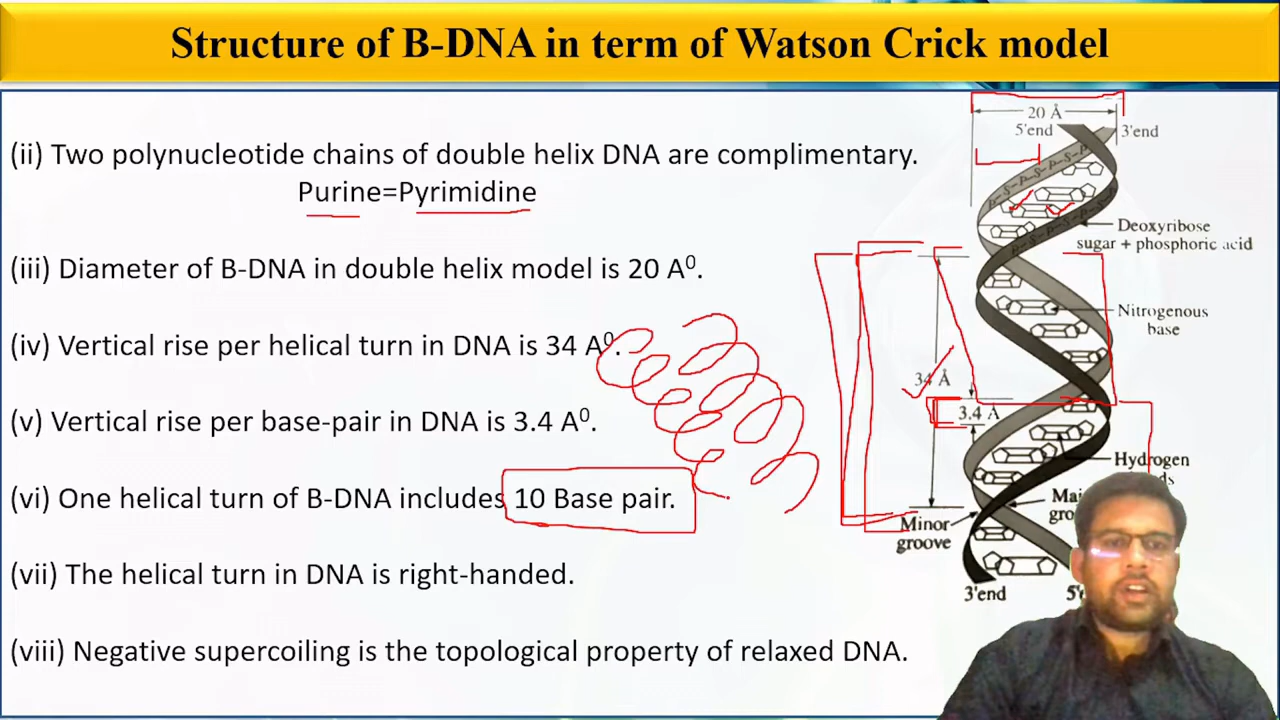 Structure of B-DNA in term of Watson Crick model
(ii) Two polynucleotide chains of double helix DNA are complimentary.
Purine=Pyrimidine
(iii) Diameter of B-DNA in double helix model is 20 A⁰.
(iv) Vertical rise per helical turn in DNA is 34 A⁰.
(v) Vertical rise per base-pair in DNA is 3.4 A⁰.
(vi) One helical turn of B-DNA includes 10 Base pair.
(vii) The helical turn in DNA is right-handed.
(viii) Negative supercoiling is the topological property of relaxed DNA.
20 Å
5'end 3'end
Deoxyribose
sugar + phosphoric acid
Nitrogenous
base
34 Å
3.4 Å
Hydrogen
Minor
groove
3'end